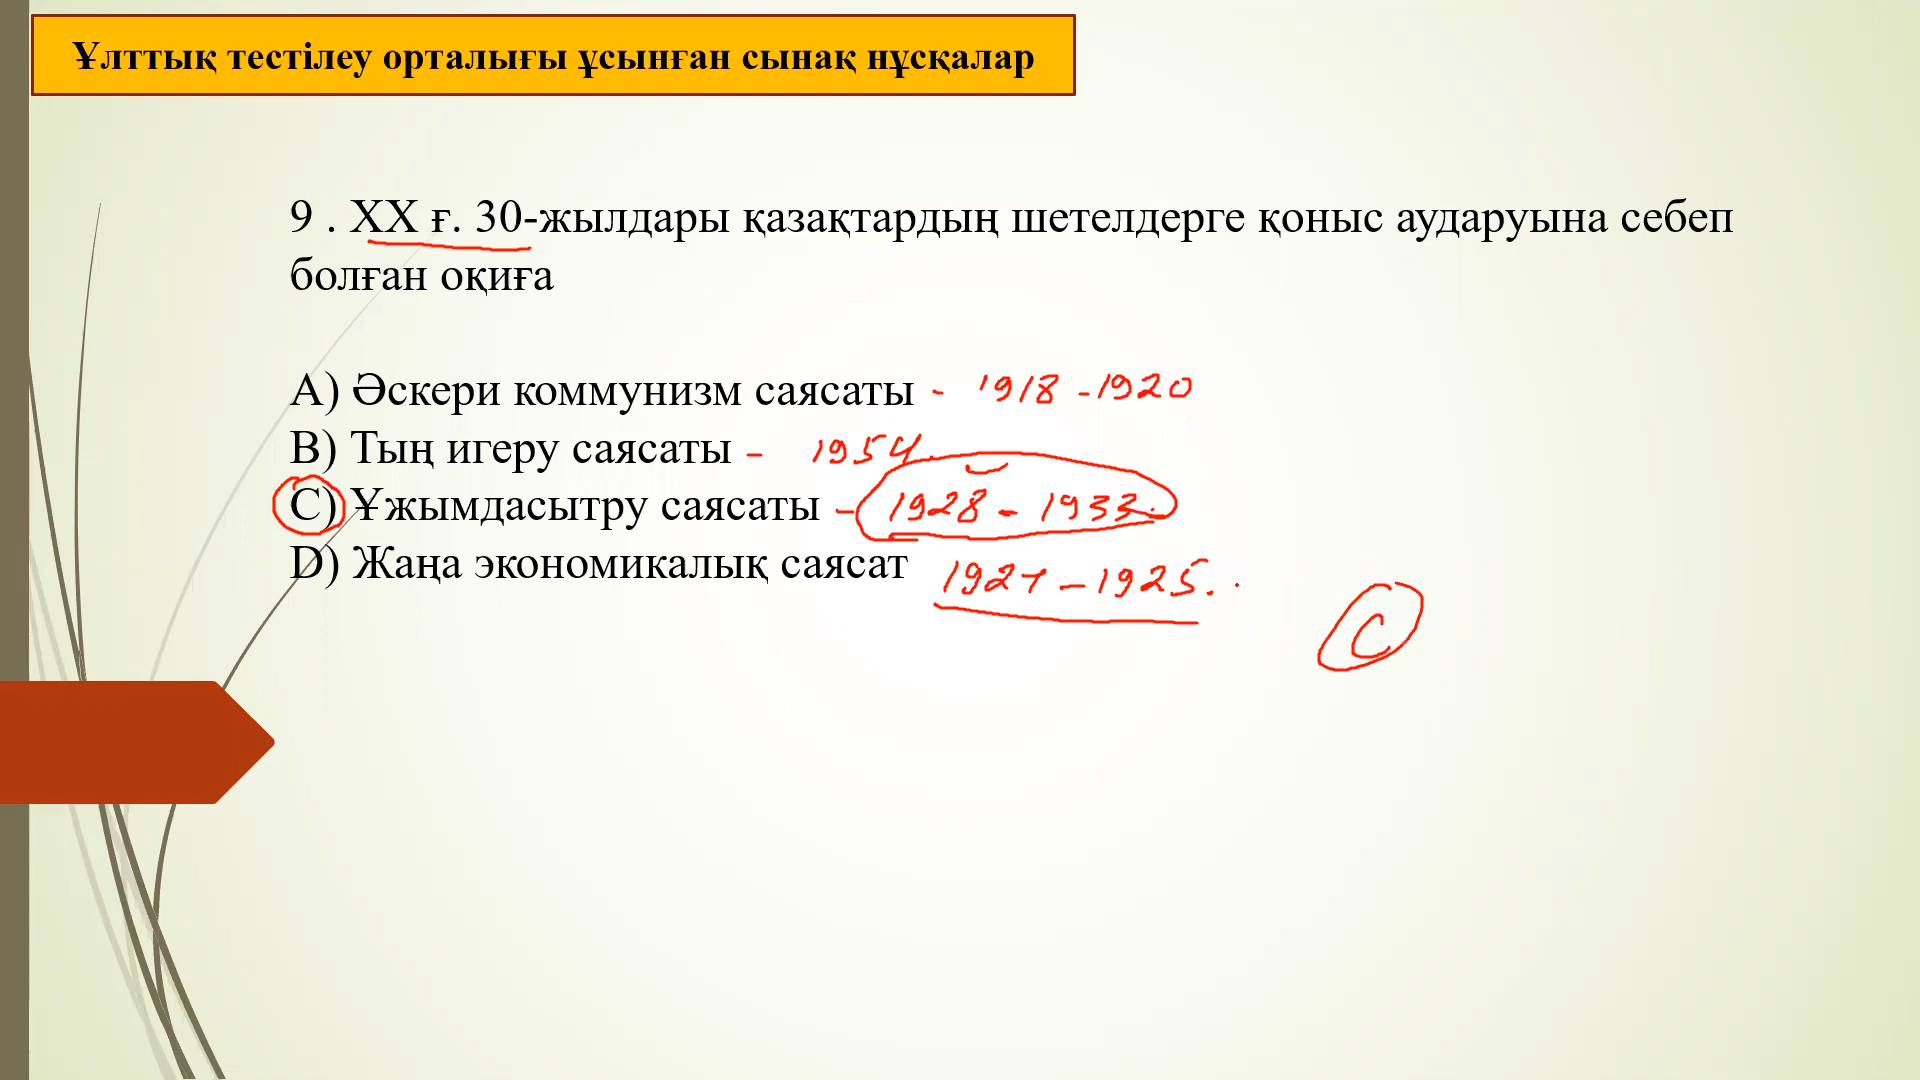 Ұлттық тестілеу орталығы ұсынған сынақ нұсқалар
9 . XX ғ. 30-жылдары қазақтардың шетелдерге қоныс аударуына себеп
болған оқиға
A) Әскери коммунизм саясаты - 1918 - 1920
B) Тың игеру саясаты - 1954.
C) Ұжымдасытру саясаты - 1928 - 1933.
D) Жаңа экономикалық саясат 1921 - 1925.
C